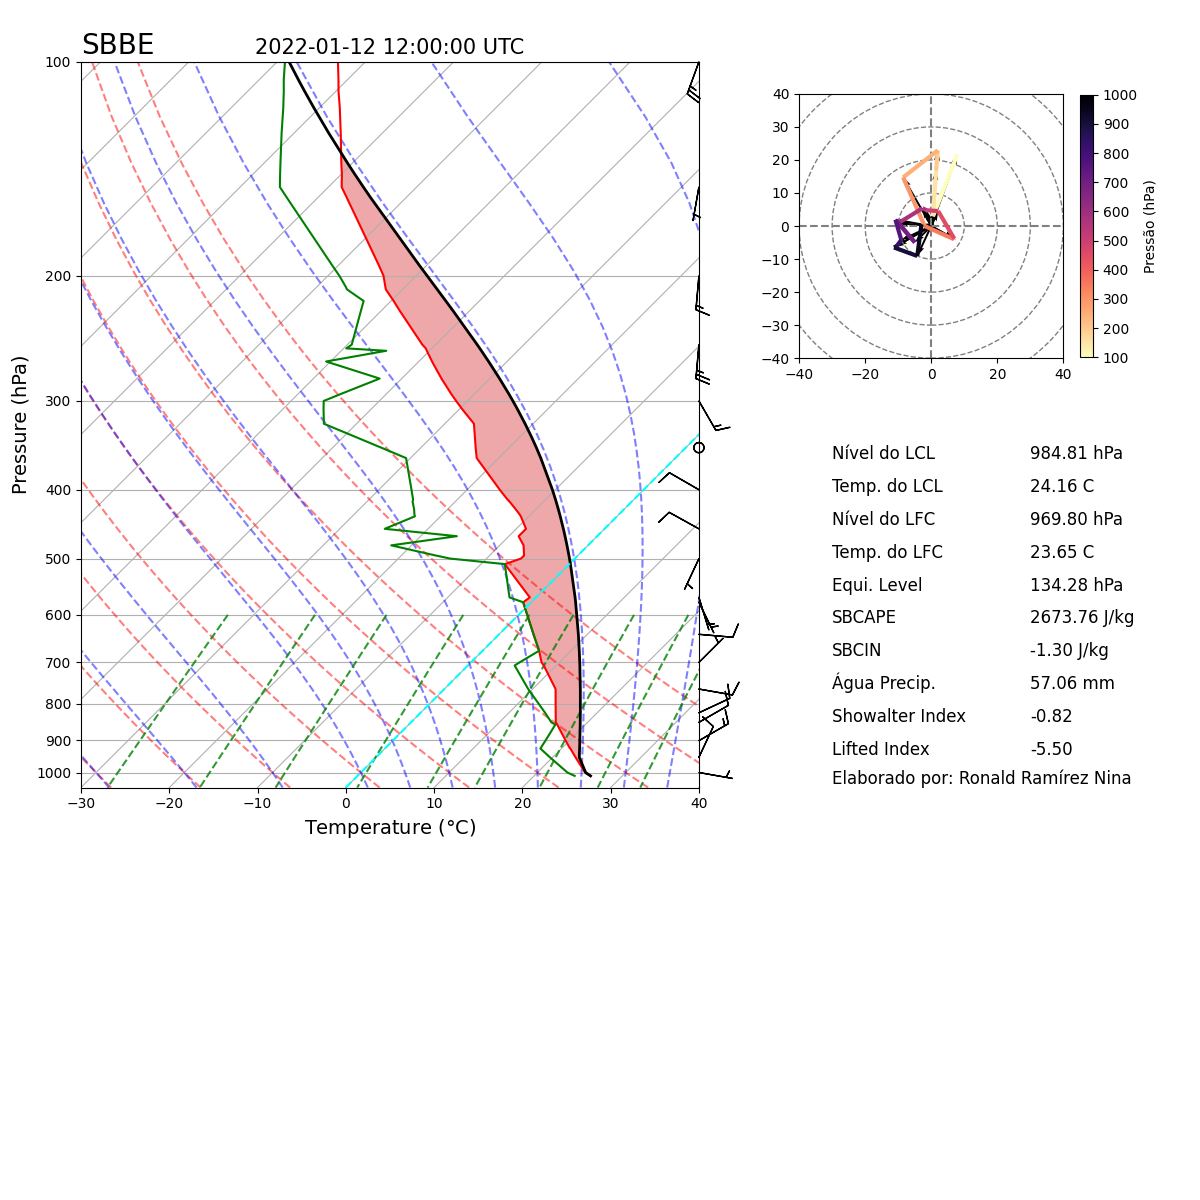 SBBE
2022-01-12 12:00:00 UTC
Pressure (hPa)
100
200
300
400
500
600
700
800
900
1000
−30
−20
−10
0
10
20
30
40
Temperature (°C)
40
30
20
10
0
−10
−20
−30
−40
−40
−20
0
20
40
1000
900
800
700
600
500
400
300
200
100
Pressão (hPa)
Nível do LCL 984.81 hPa
Temp. do LCL 24.16 C
Nível do LFC 969.80 hPa
Temp. do LFC 23.65 C
Equi. Level 134.28 hPa
SBCAPE 2673.76 J/kg
SBCIN -1.30 J/kg
Água Precip. 57.06 mm
Showalter Index -0.82
Lifted Index -5.50
Elaborado por: Ronald Ramírez Nina